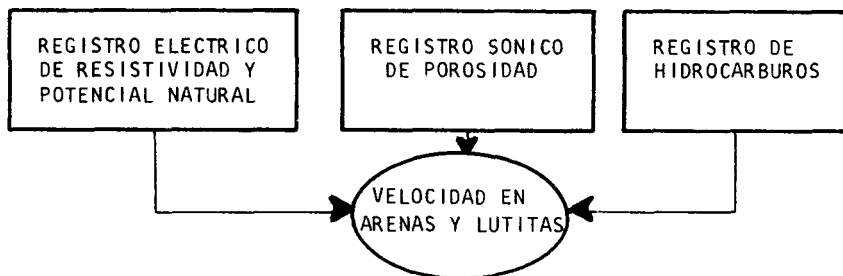 REGISTRO ELECTRICO
DE RESISTIVIDAD Y
POTENCIAL NATURAL
REGISTRO SONICO
DE POROSIDAD
REGISTRO DE
HIDROCARBUROS
VELOCIDAD EN
ARENAS Y LUTITAS